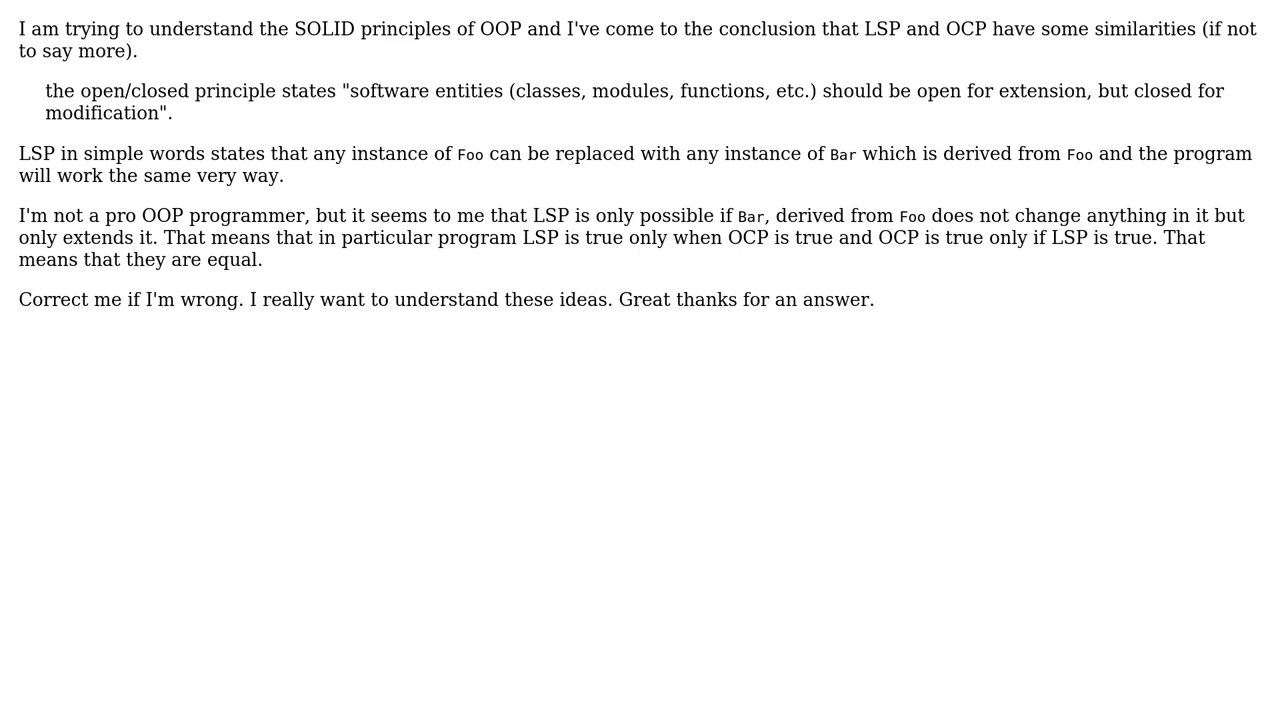 I am trying to understand the SOLID principles of OOP and I've come to the conclusion that LSP and OCP have some similarities (if not
to say more).
the open/closed principle states "software entities (classes, modules, functions, etc.) should be open for extension, but closed for
modification".
LSP in simple words states that any instance of Foo can be replaced with any instance of Bar which is derived from Foo and the program
will work the same very way.
I'm not a pro OOP programmer, but it seems to me that LSP is only possible if Bar, derived from Foo does not change anything in it but
only extends it. That means that in particular program LSP is true only when OCP is true and OCP is true only if LSP is true. That
means that they are equal.
Correct me if I'm wrong. I really want to understand these ideas. Great thanks for an answer.